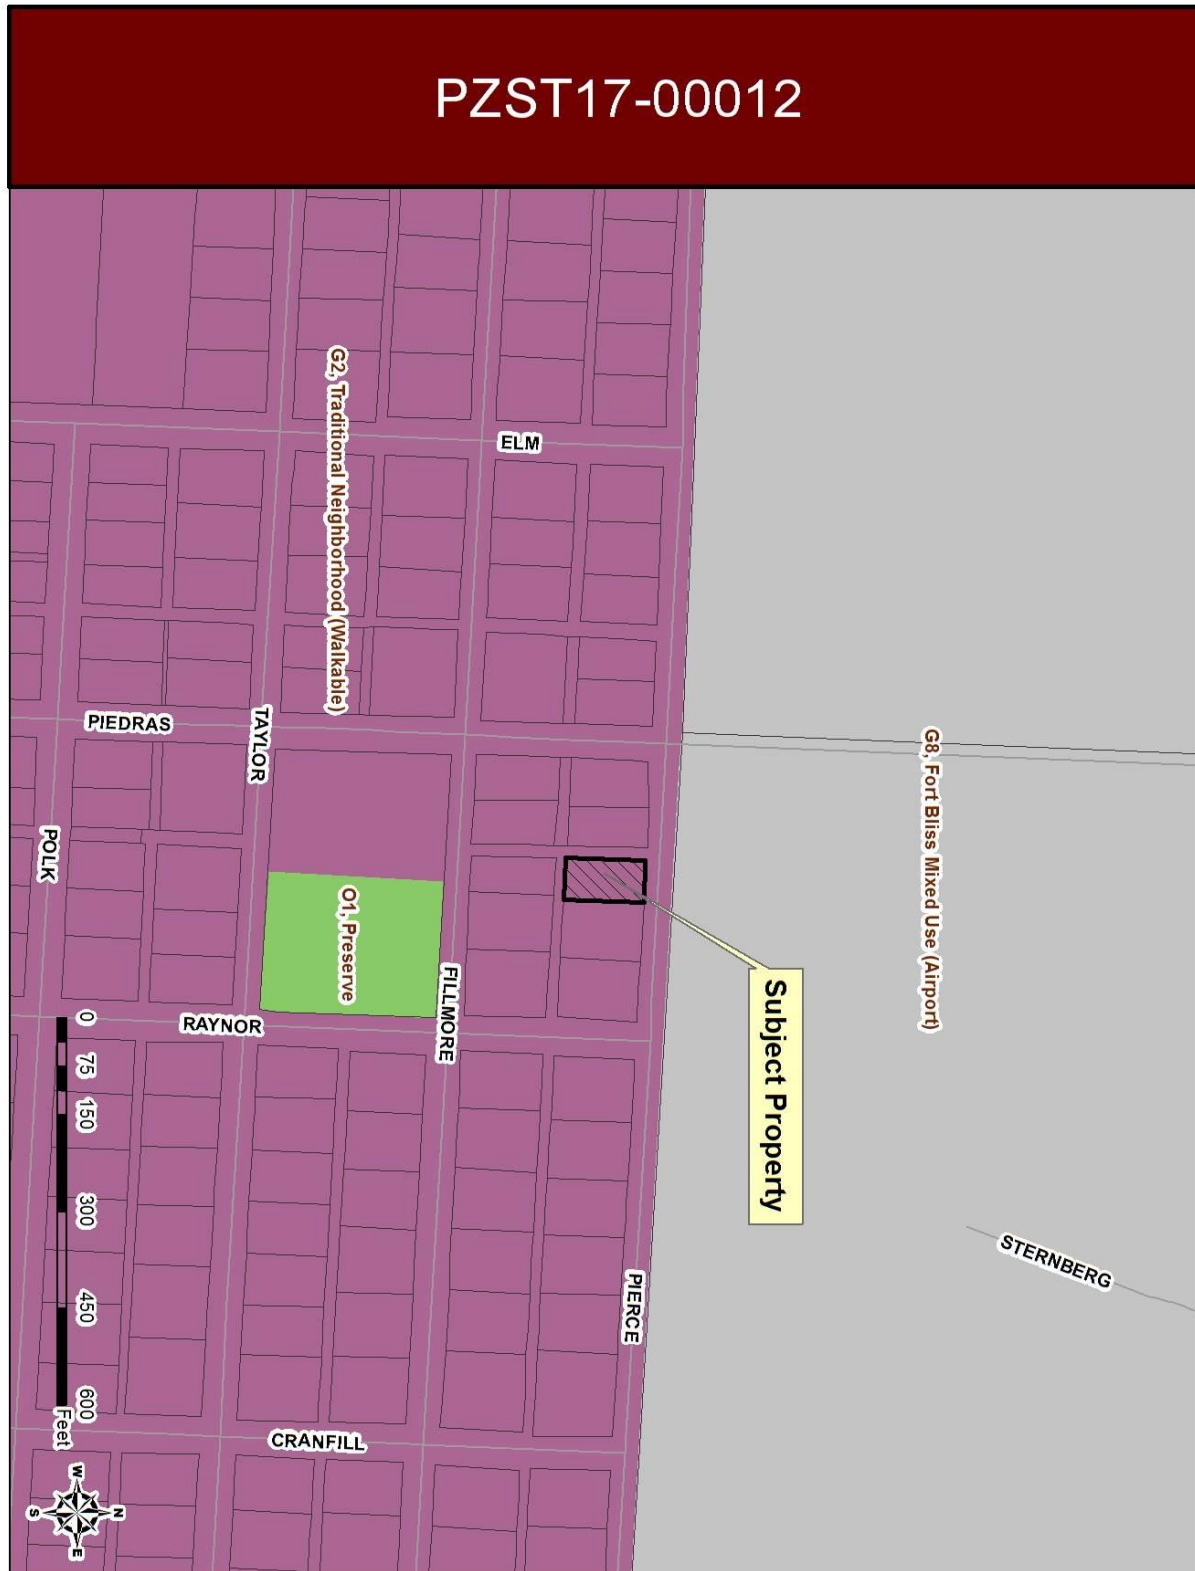 PZST17-00012
G2, Traditional Neighborhood (Walkable)
ELM
PIEDRAS
TAYLOR
G8, Fort Bliss Mixed Use (Airport)
POLK
O1, Preserve
FILLMORE
Subject Property
RAYNOR
STERNBERG
PIERCE
CRANFILL
0 75 150 300 450 600
Feet
W
N
S
E